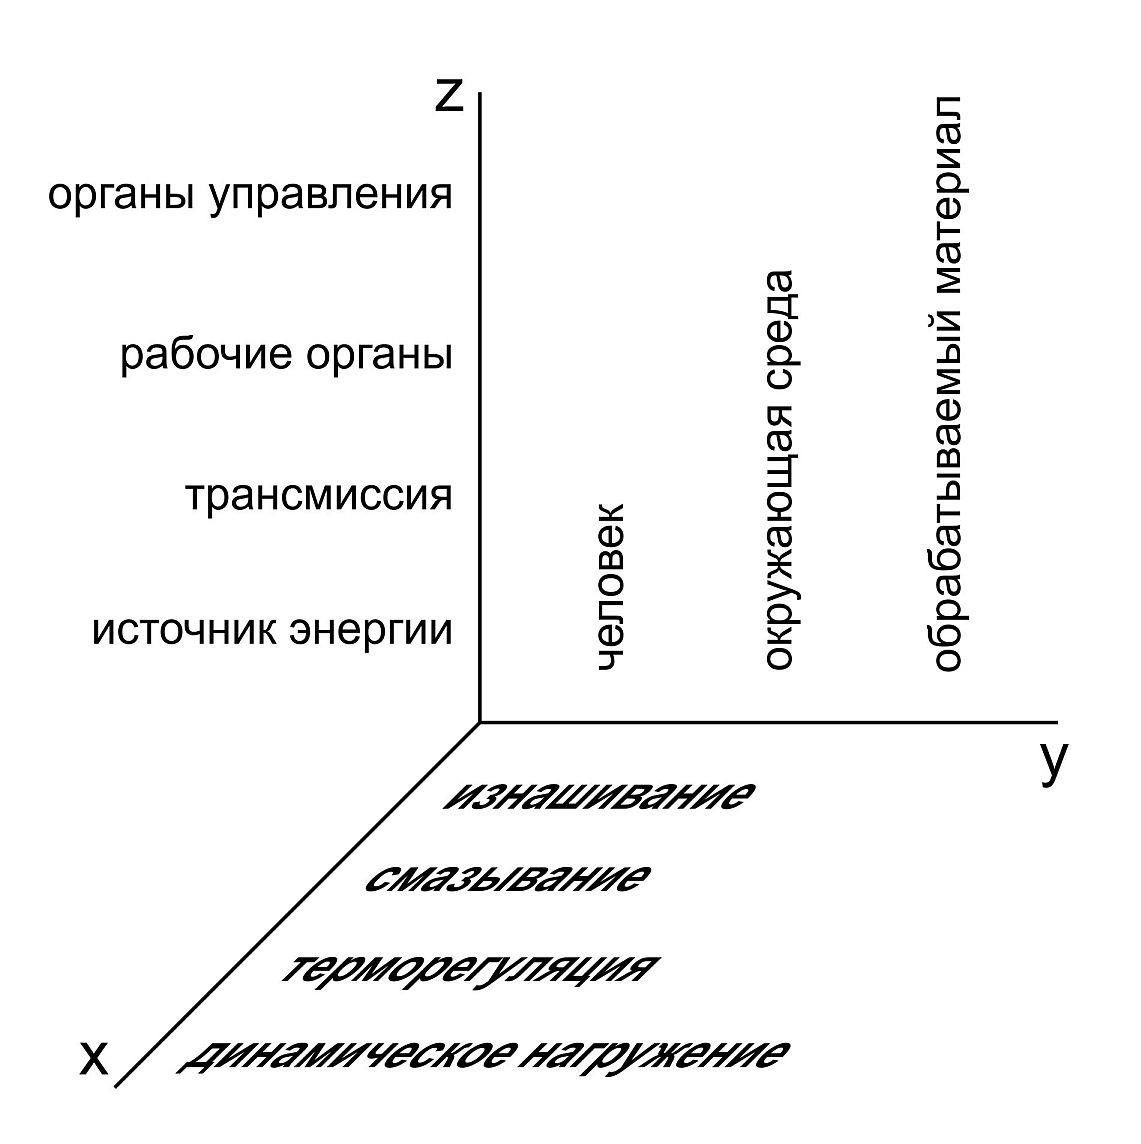 z
органы управления
рабочие органы
трансмиссия
источник энергии
человек
окружающая среда
обрабатываемый материал
y
изнашивание
смазывание
терморегуляция
динамическое нагружение
x